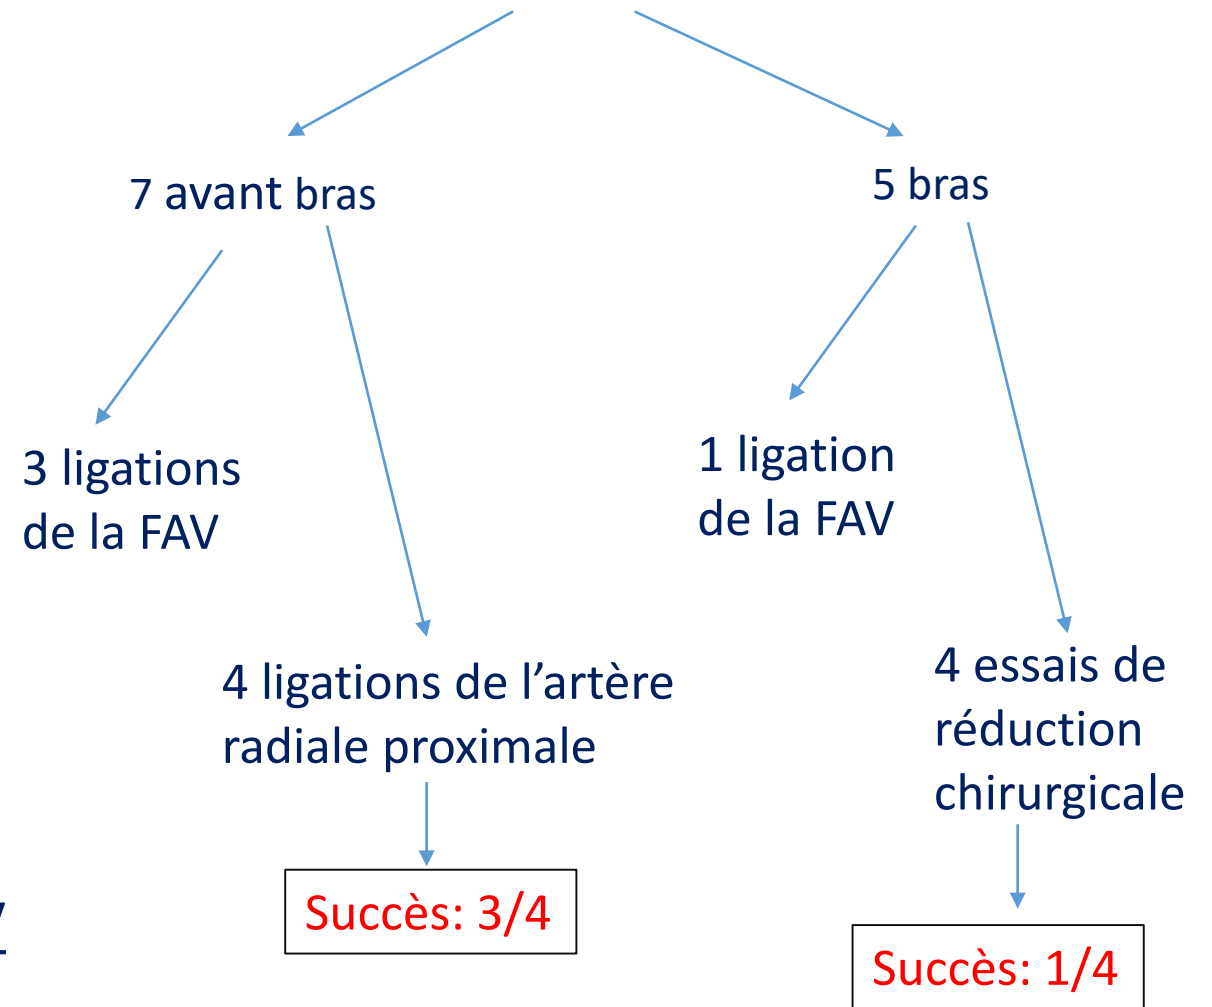 7 avant bras
5 bras
3 ligations
de la FAV
1 ligation
de la FAV
4 ligations de l’artère
radiale proximale
4 essais de
réduction
chirurgicale
Succès: 3/4
Succès: 1/4